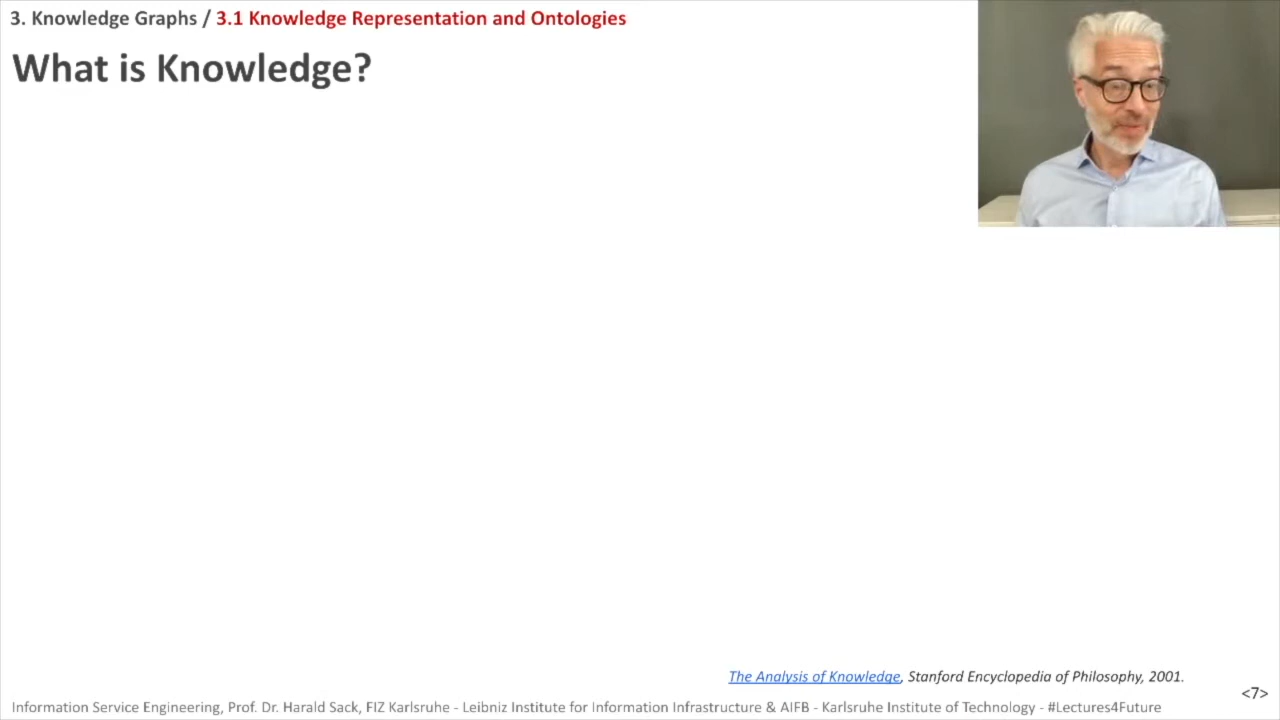 3. Knowledge Graphs / 3.1 Knowledge Representation and Ontologies
What is Knowledge?
The Analysis of Knowledge, Stanford Encyclopedia of Philosophy, 2001.
<7>
Information Service Engineering, Prof. Dr. Harald Sack, FIZ Karlsruhe - Leibniz Institute for Information Infrastructure & AIFB - Karlsruhe Institute of Technology - #Lectures4Future